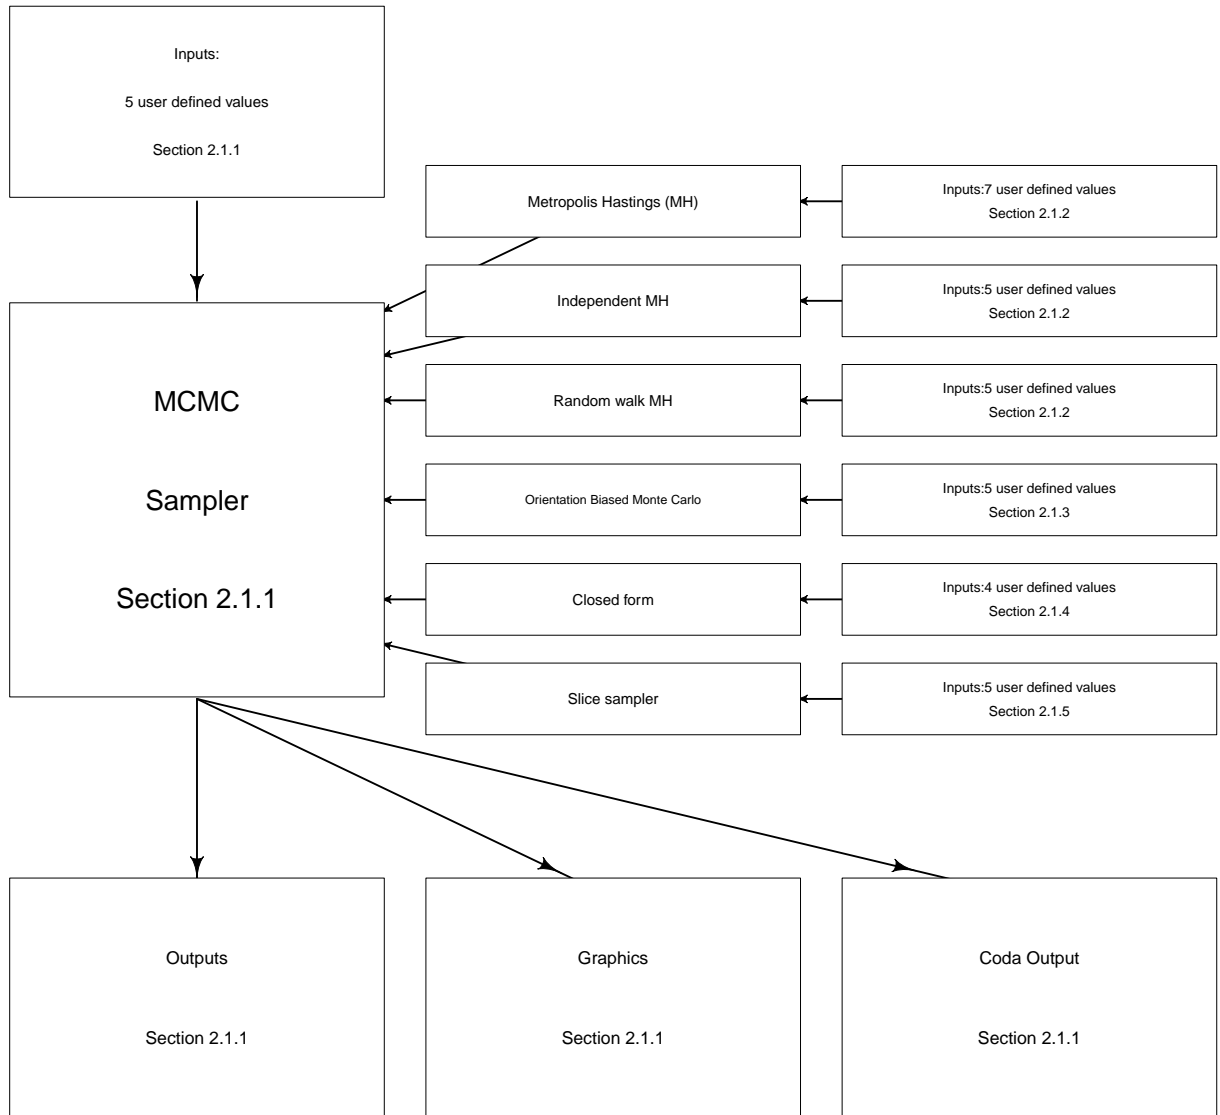 Inputs:
5 user defined values
Section 2.1.1
Metropolis Hastings (MH)
Inputs:7 user defined values
Section 2.1.2
Independent MH
Inputs:5 user defined values
Section 2.1.2
MCMC
Sampler
Section 2.1.1
Random walk MH
Inputs:5 user defined values
Section 2.1.2
Orientation Biased Monte Carlo
Inputs:5 user defined values
Section 2.1.3
Closed form
Inputs:4 user defined values
Section 2.1.4
Slice sampler
Inputs:5 user defined values
Section 2.1.5
Outputs
Section 2.1.1
Graphics
Section 2.1.1
Coda Output
Section 2.1.1